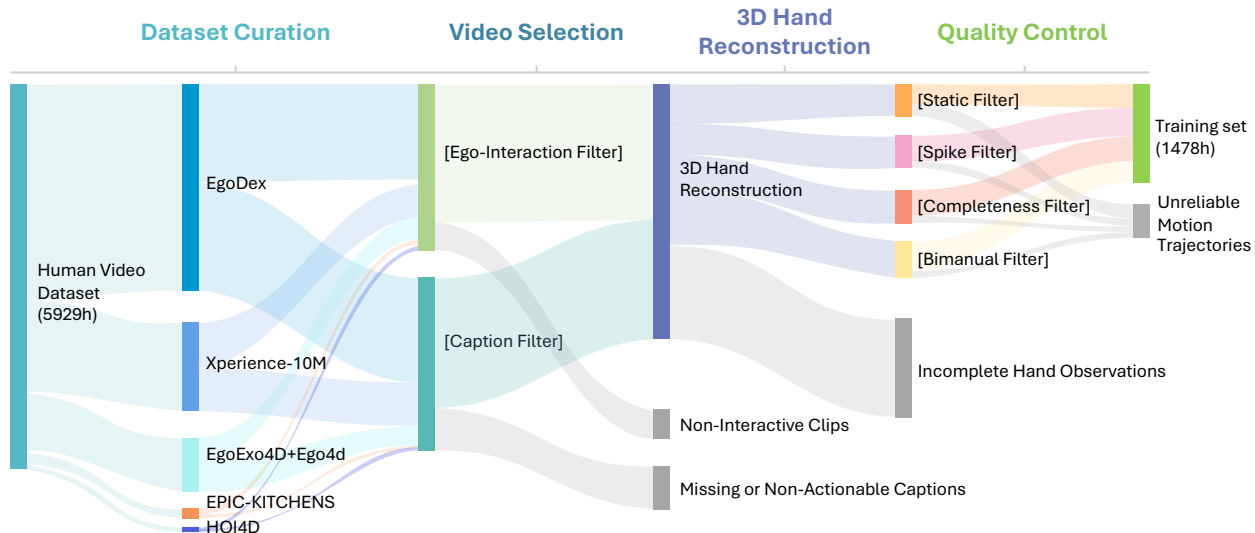 Dataset Curation
Video Selection
3D Hand
Reconstruction
Quality Control
Human Video
Dataset
(5929h)
EgoDex
Xperience-10M
EgoExo4D+Ego4d
EPIC-KITCHENS
HOI4D
[Ego-Interaction Filter]
[Caption Filter]
3D Hand
Reconstruction
Non-Interactive Clips
Missing or Non-Actionable Captions
[Static Filter]
[Spike Filter]
[Completeness Filter]
[Bimanual Filter]
Incomplete Hand Observations
Training set
(1478h)
Unreliable
Motion
Trajectories